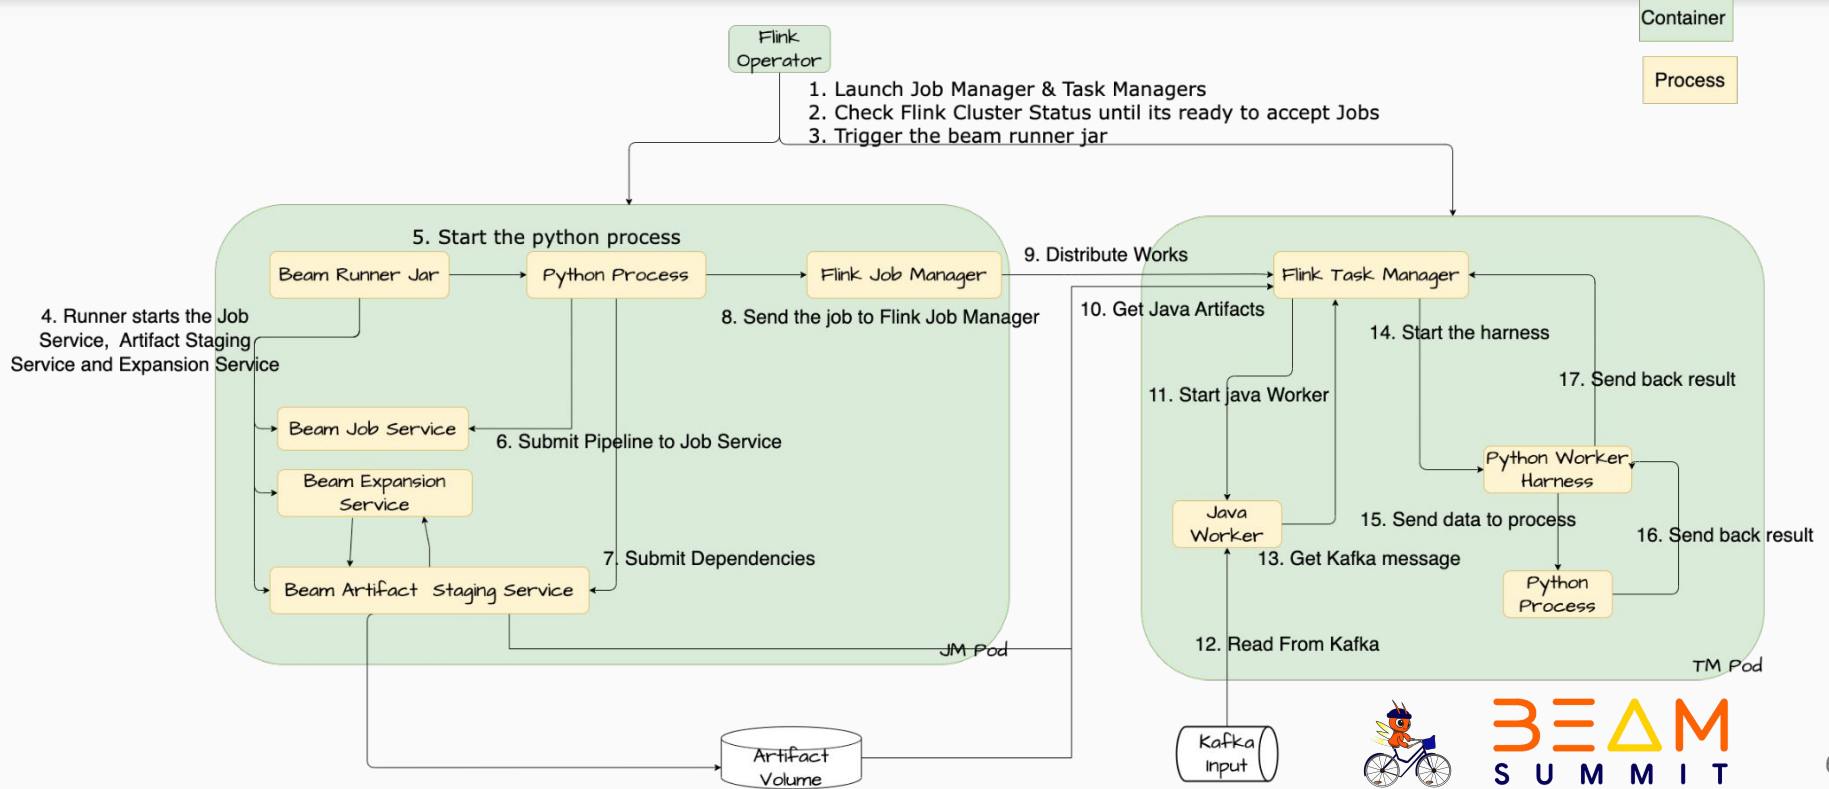 Container
Process
Flink
Operator
1. Launch Job Manager & Task Managers
2. Check Flink Cluster Status until its ready to accept Jobs
3. Trigger the beam runner jar
5. Start the python process
Beam Runner Jar
Python Process
Flink Job Manager
9. Distribute Works
Flink Task Manager
4. Runner starts the Job
Service, Artifact Staging
Service and Expansion Service
8. Send the job to Flink Job Manager
10. Get Java Artifacts
14. Start the harness
11. Start java Worker
17. Send back result
Beam Job Service
6. Submit Pipeline to Job Service
Beam Expansion
Service
Python Worker
Harness
Java
Worker
15. Send data to process
16. Send back result
7. Submit Dependencies
13. Get Kafka message
Beam Artifact Staging Service
Python
Process
12. Read From Kafka
JM Pod
TM Pod
Artifact
Volume
Kafka
Input
BEAM
SUMMIT